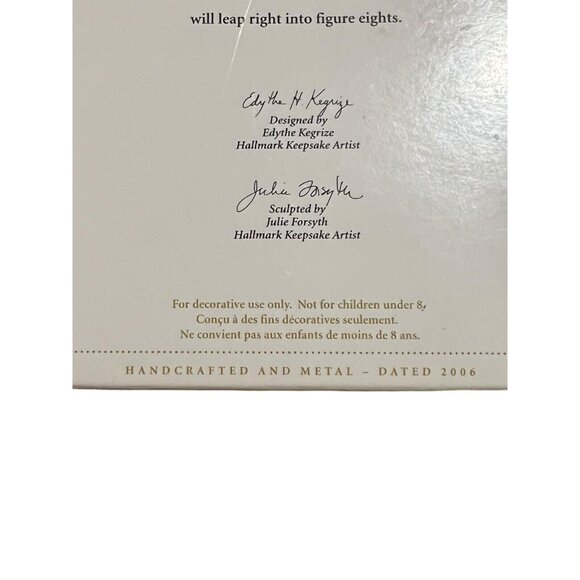 will leap right into figure eights.
Edythe H Kegrize
Designed by
Edythe Kegrize
Hallmark Keepsake Artist
Julie Forsyth
Sculpted by
Julie Forsyth
Hallmark Keepsake Artist
For decorative use only. Not for children under 8.
Conçu à des fins décoratives seulement.
Ne convient pas aux enfants de moins de 8 ans.
HANDCRAFTED AND METAL – DATED 2006